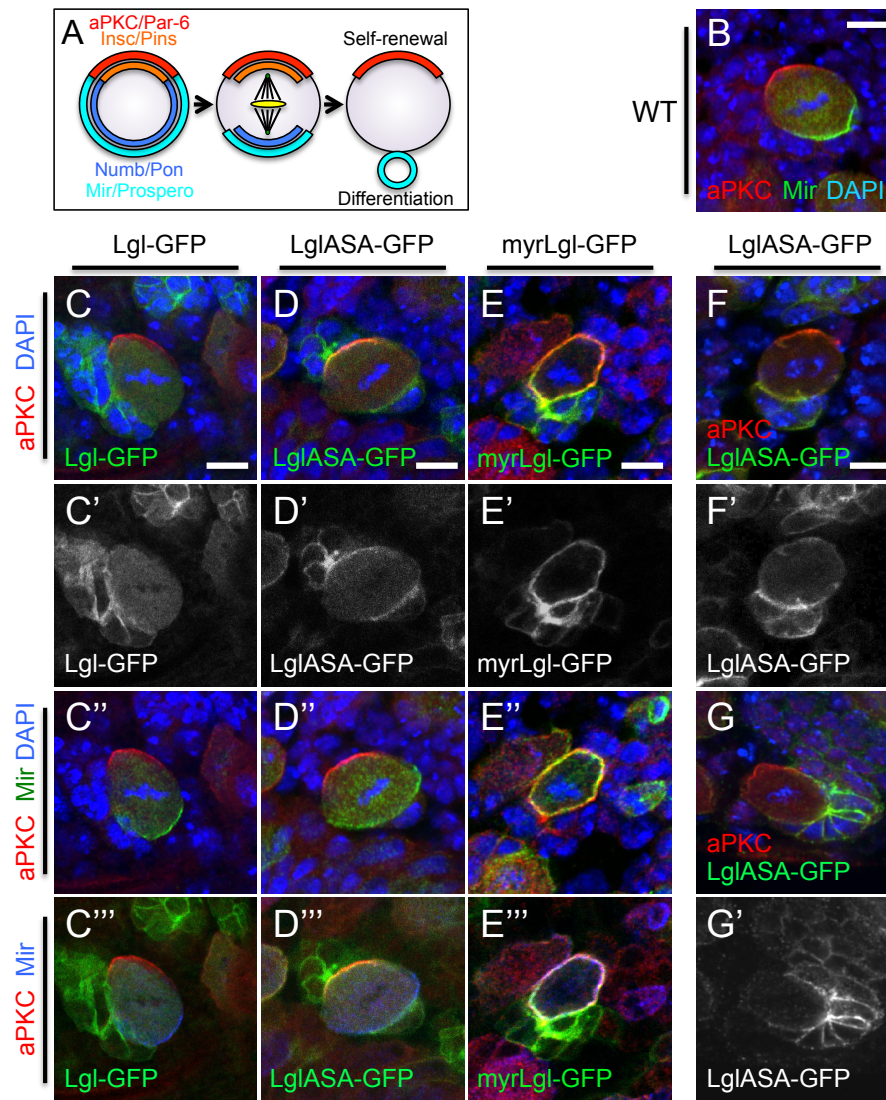 A
aPKC/Par-6
Insc/Pins
Self-renewal
Numb/Pon
Mir/Prospero
Differentiation
WT
B
aPKC Mir DAPI
Lgl-GFP
LglASA-GFP
myrLgl-GFP
LglASA-GFP
aPKC DAPI
C
Lgl-GFP
D
LglASA-GFP
E
myrLgl-GFP
F
aPKC
LglASA-GFP
C'
Lgl-GFP
D'
LglASA-GFP
E'
myrLgl-GFP
F'
LglASA-GFP
aPKC Mir DAPI
C''
D''
E''
G
aPKC
LglASA-GFP
aPKC Mir
C'''
Lgl-GFP
D'''
LglASA-GFP
E'''
myrLgl-GFP
G'
LglASA-GFP